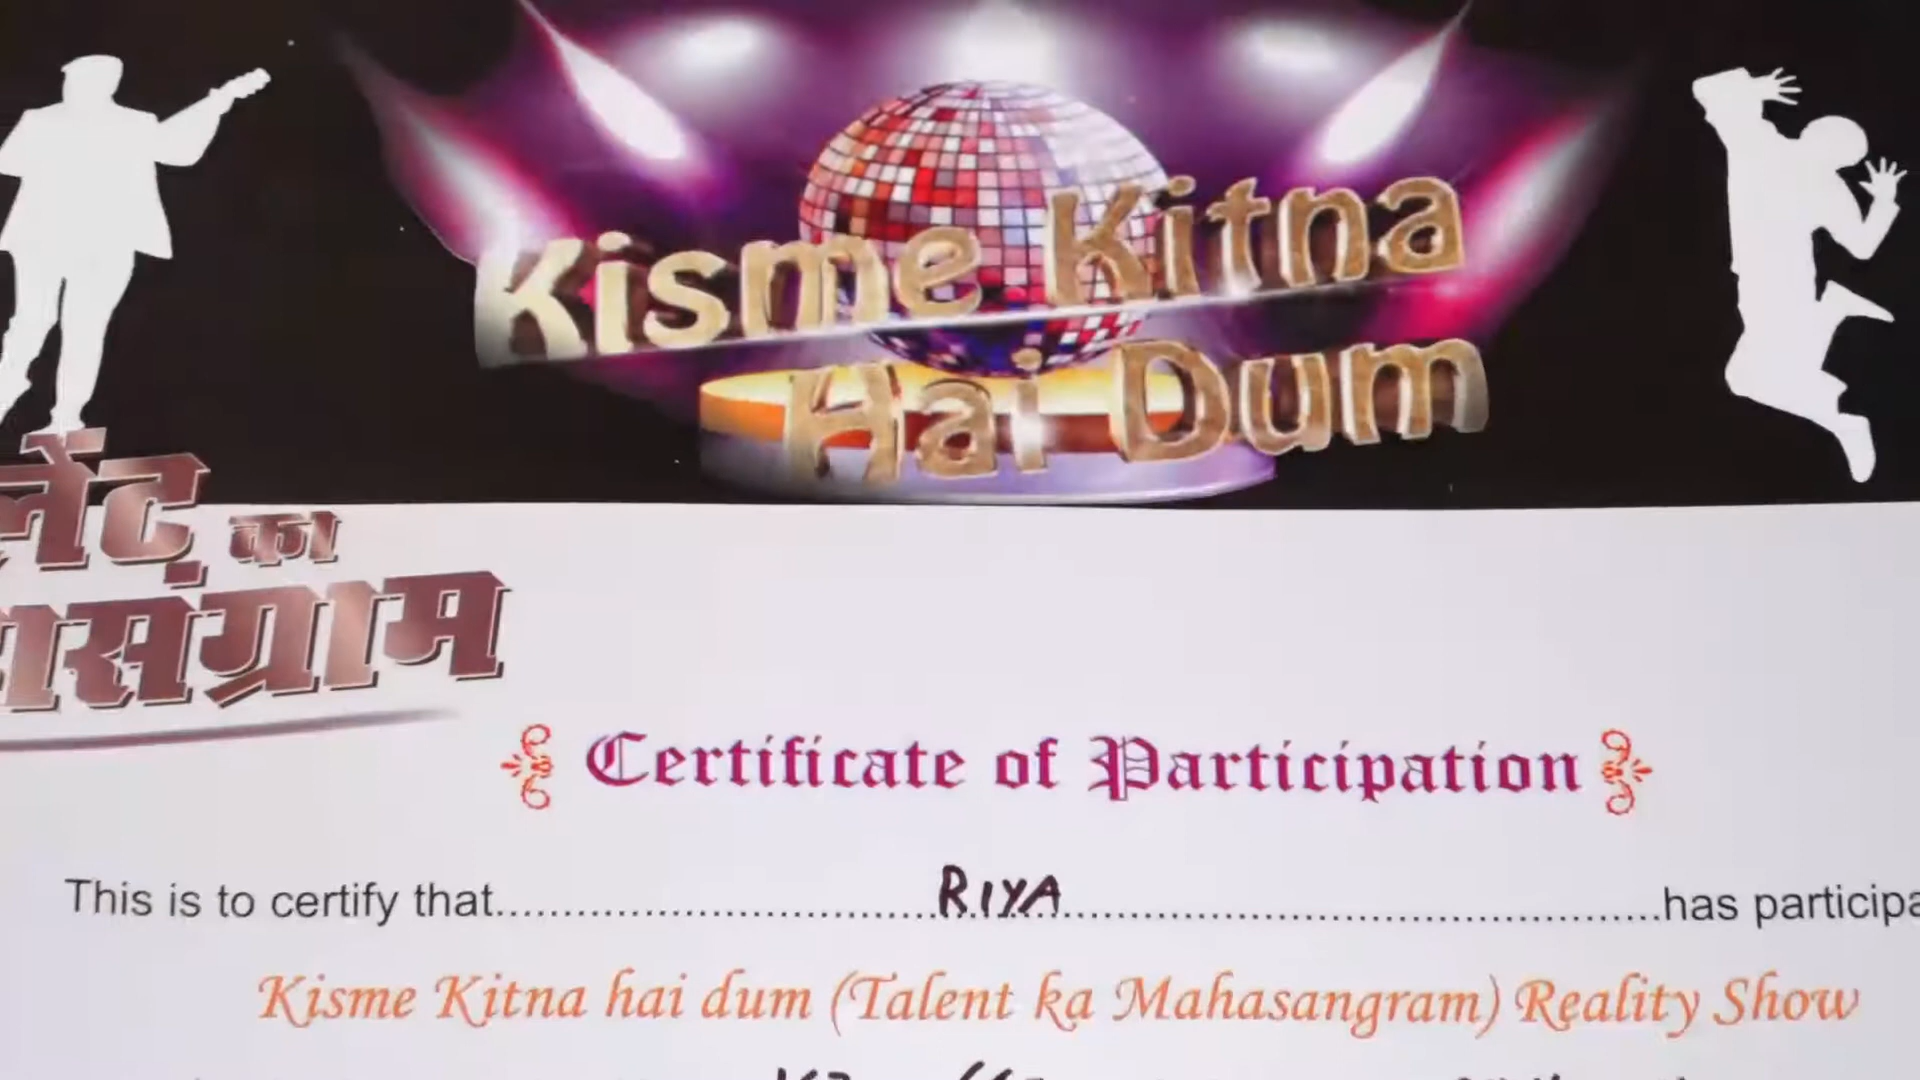 Kisme Kitna
Hai Dum
का
Certificate of Participation
This is to certify that..............................RIYA..............................................has participa
Kisme Kitna hai dum (Talent ka Mahasangram) Reality Show